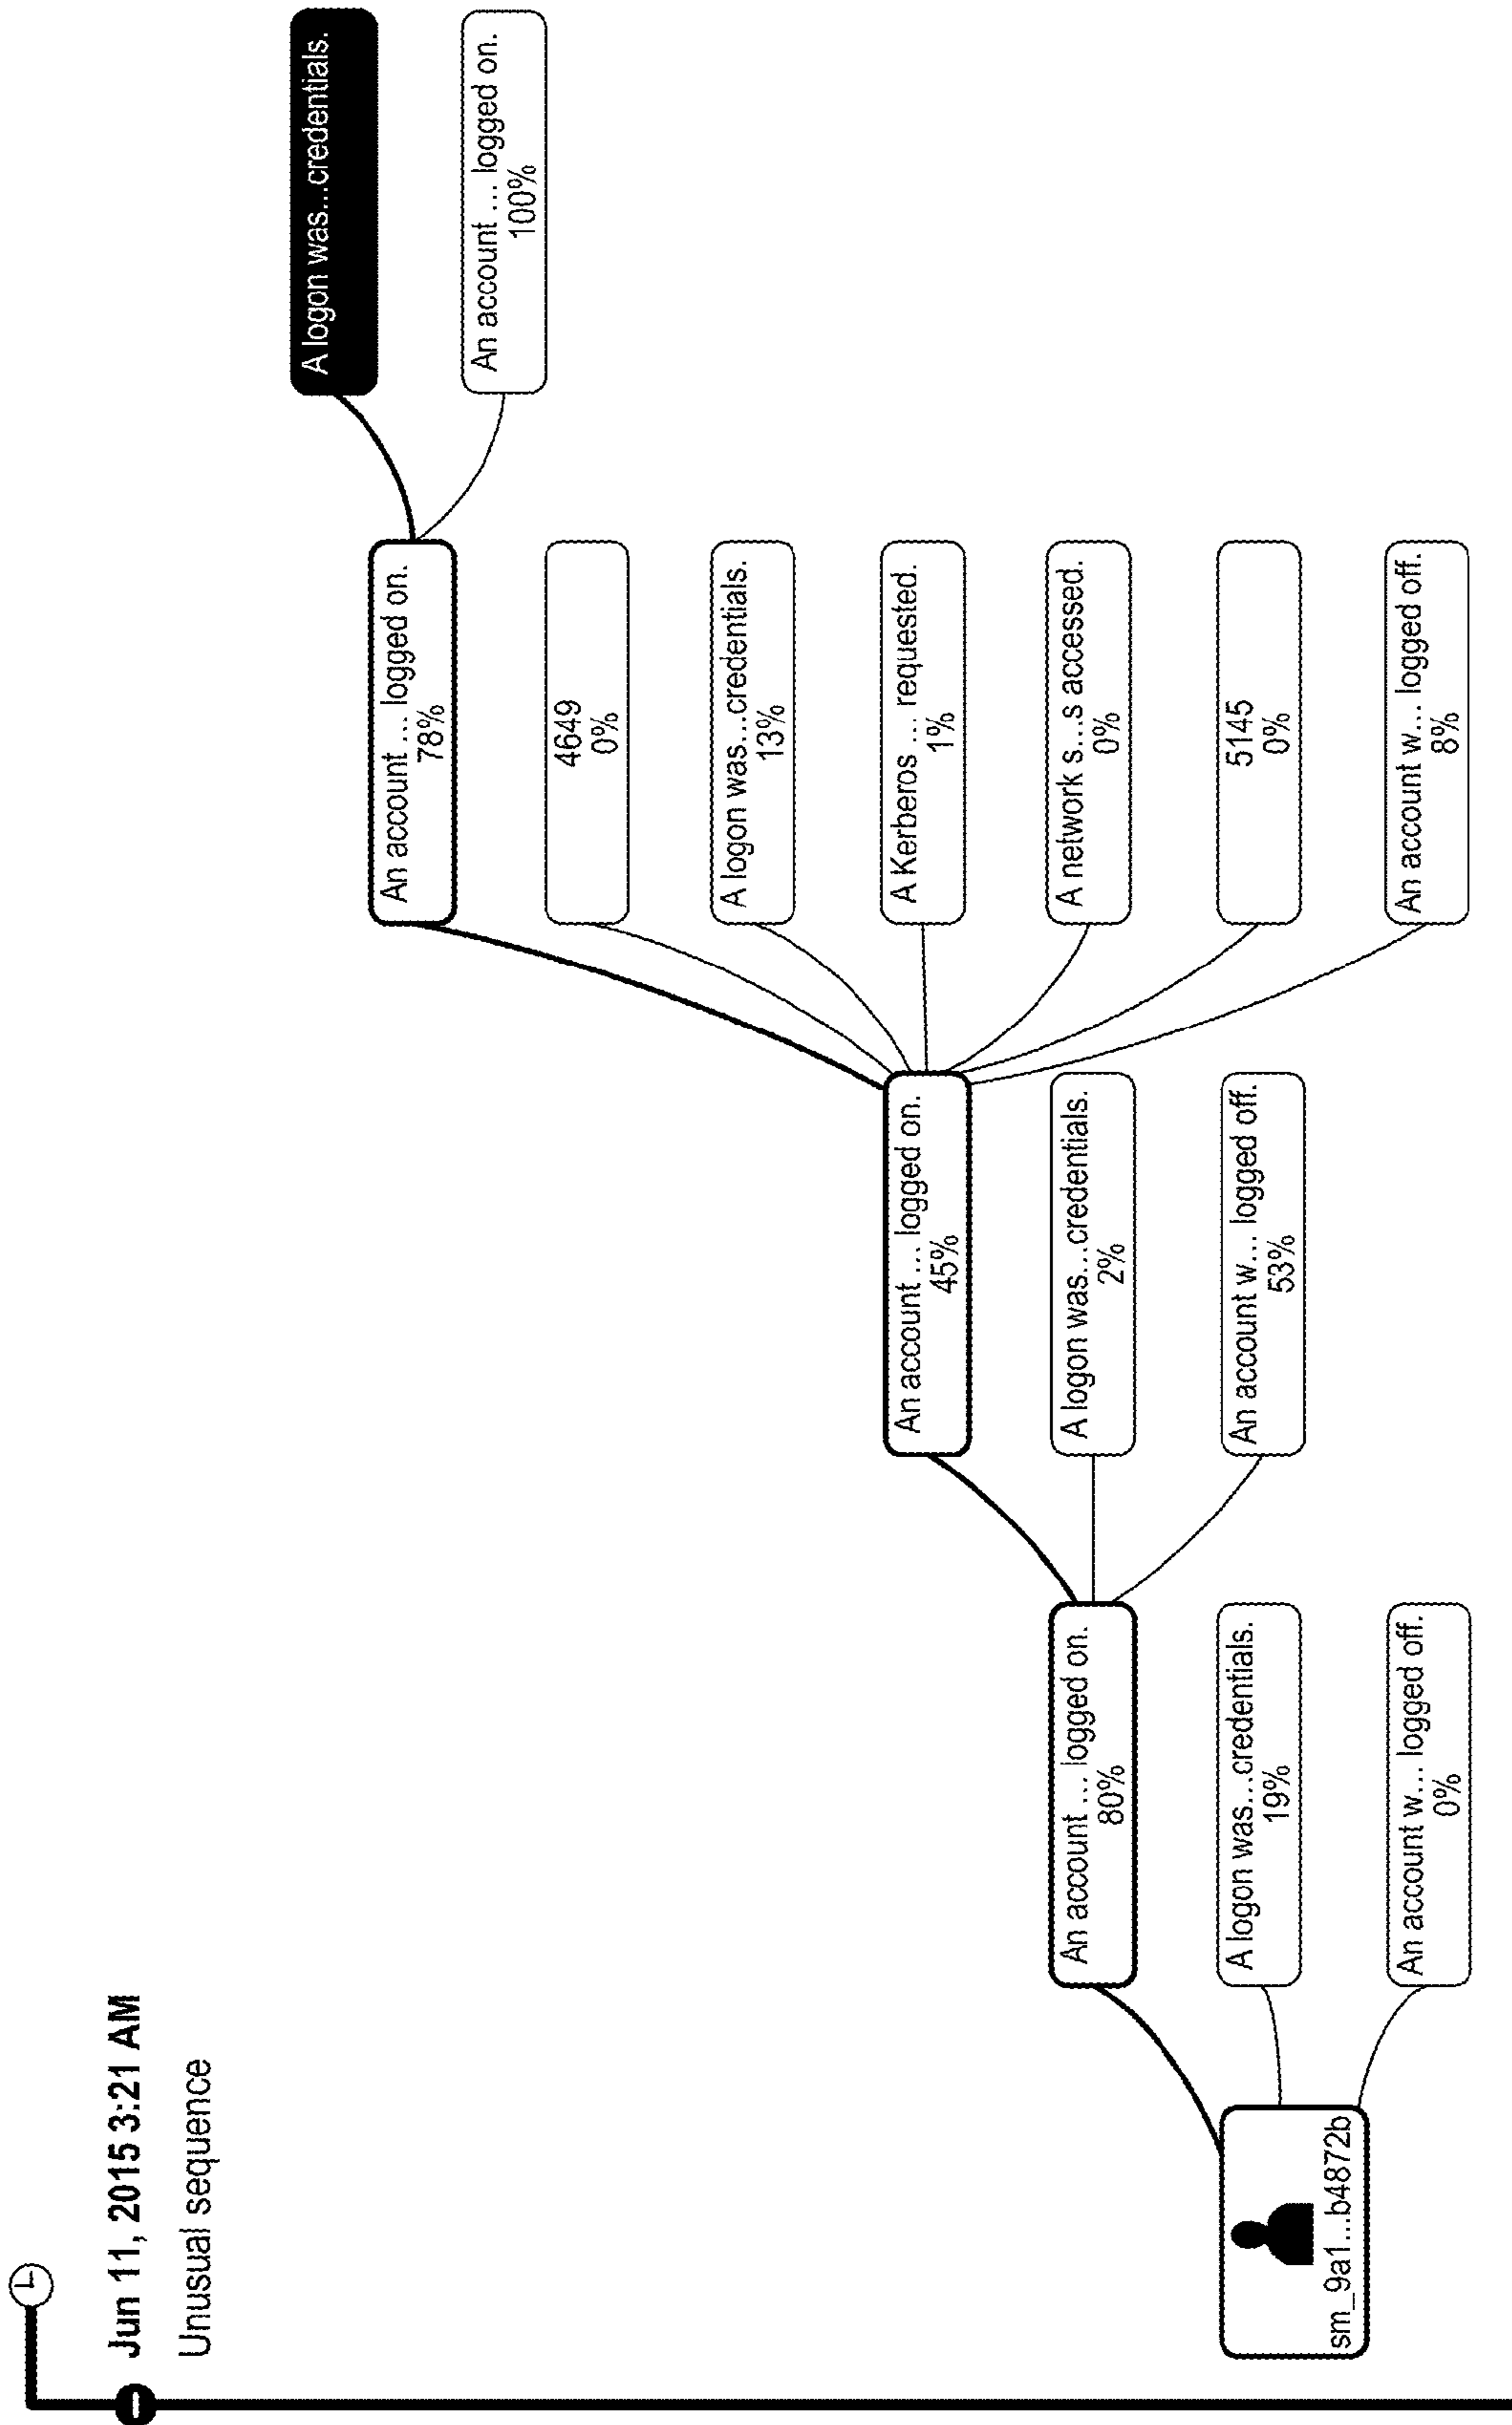 Jun 11, 2015 3:21 AM
Unusual sequence
sm_9a1...b4872b
An account ... logged on.
80%
A logon was...credentials.
19%
An account w... logged off.
0%
An account ... logged on.
45%
A logon was...credentials.
2%
An account w... logged off.
53%
An account ... logged on.
78%
4649
0%
A logon was...credentials.
13%
A Kerberos ... requested.
1%
A network s...s accessed.
0%
5145
0%
An account w... logged off.
8%
A logon was...credentials.
An account ... logged on.
100%